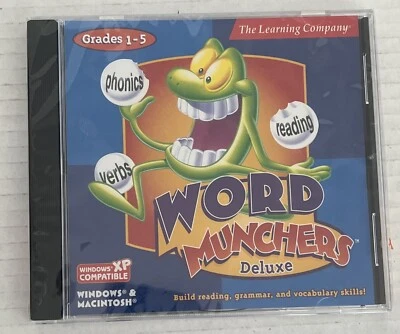 Grades 1-5
The Learning Company®
phonics
reading
verbs
WORD
MUNCHERS™
Deluxe
WINDOWS® XP
COMPATIBLE
WINDOWS® &
MACINTOSH®
Build reading, grammar, and vocabulary skills!